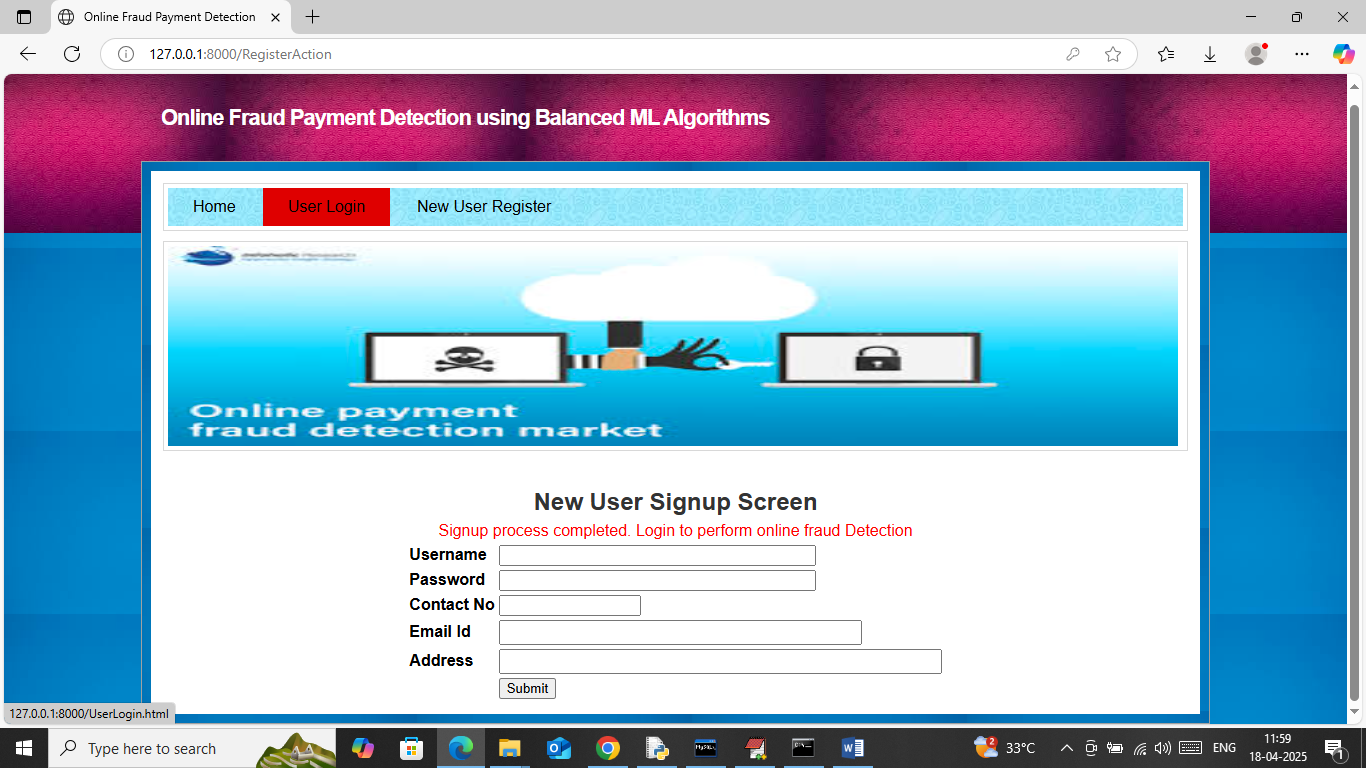 Online Fraud Payment Detection
127.0.0.1:8000/RegisterAction
Online Fraud Payment Detection using Balanced ML Algorithms
Home User Login New User Register
Online payment
fraud detection market
New User Signup Screen
Signup process completed. Login to perform online fraud Detection
Username
Password
Contact No
Email Id
Address
Submit
127.0.0.1:8000/UserLogin.html
Type here to search
MySQL
2
33°C
ENG
11:59
18-04-2025
1